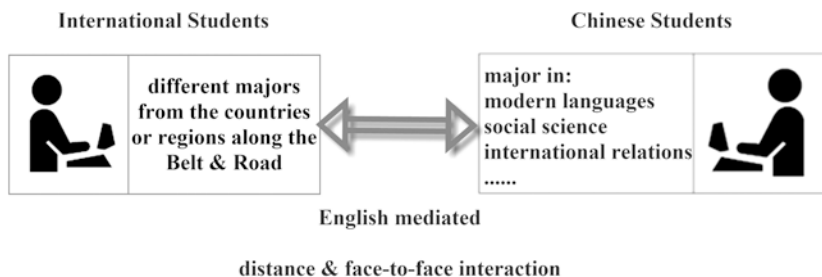 International Students
Chinese Students
different majors
from the countries
or regions along the
Belt & Road
major in:
modern languages
social science
international relations
......
English mediated
distance & face-to-face interaction